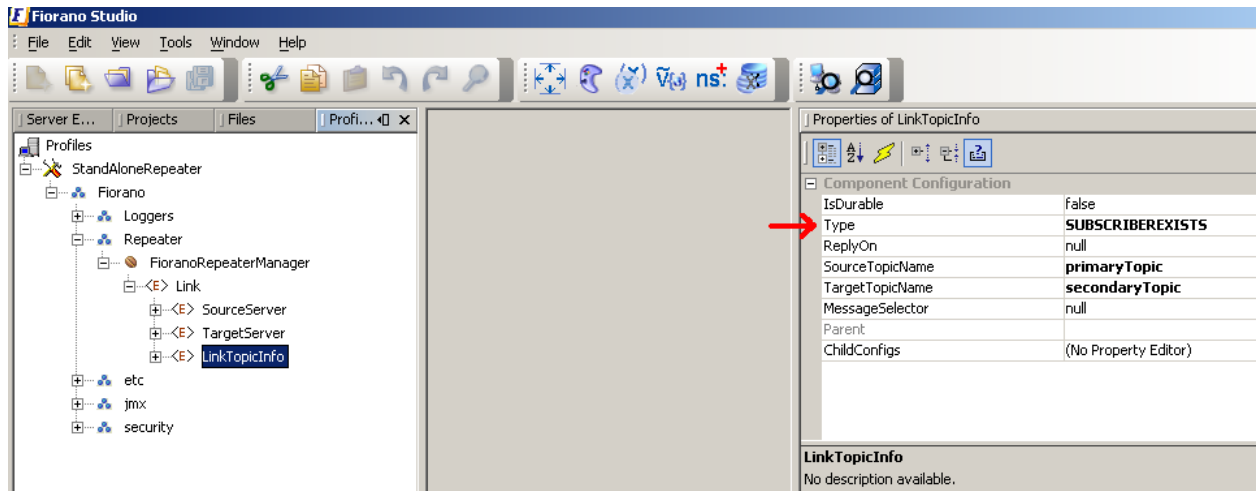 Fiorano Studio
File Edit View Tools Window Help
ns:
Server E... Projects Files Profi...
Profiles
StandAloneRepeater
Fiorano
Loggers
Repeater
FioranoRepeaterManager
<E> Link
<E> SourceServer
<E> TargetServer
<E> LinkTopicInfo
etc
jmx
security
Properties of LinkTopicInfo
Component Configuration
IsDurable false
Type SUBSCRIBEREXISTS
ReplyOn null
SourceTopicName primaryTopic
TargetTopicName secondaryTopic
MessageSelector null
Parent
ChildConfigs (No Property Editor)
LinkTopicInfo
No description available.